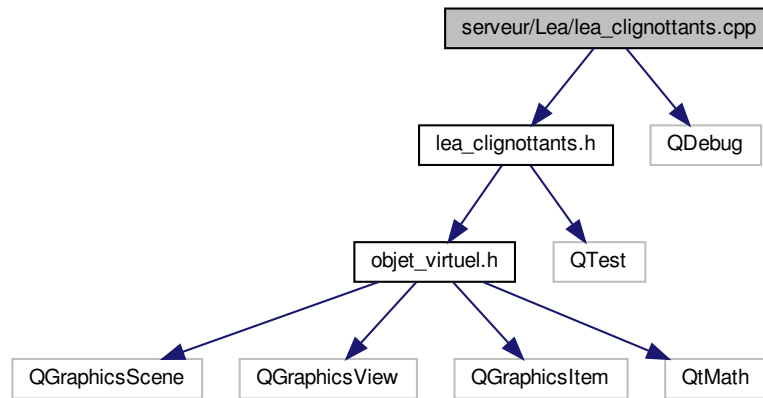 serveur/Lea/lea_clignottants.cpp
lea_clignottants.h
QDebug
objet_virtuel.h
QTest
QGraphicsScene
QGraphicsView
QGraphicsItem
QtMath